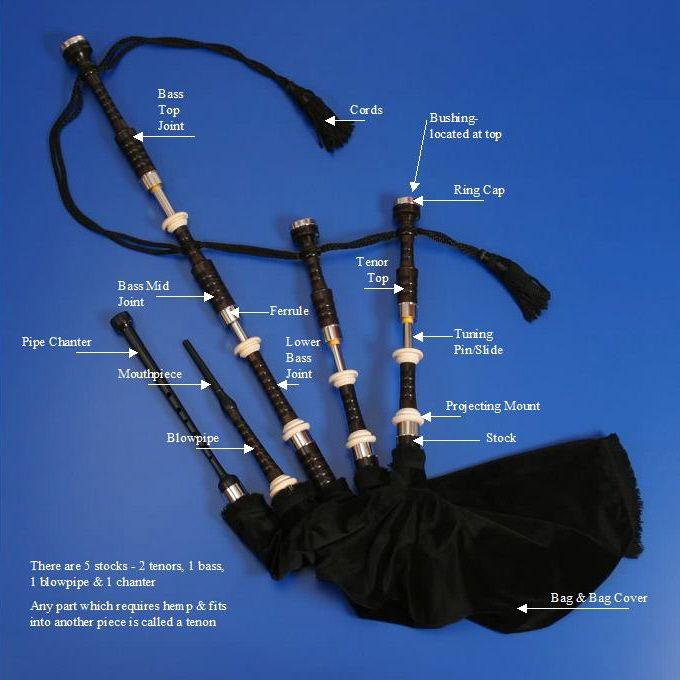 Bass
Top
Joint
Cords
Bushing-
located at top
Ring Cap
Tenor
Top
Bass Mid
Joint
Ferrule
Pipe Chanter
Lower
Bass
Joint
Tuning
Pin/Slide
Mouthpiece
Projecting Mount
Blowpipe
Stock
There are 5 stocks - 2 tenors, 1 bass,
1 blowpipe & 1 chanter
Any part which requires hemp & fits
into another piece is called a tenon
Bag & Bag Cover